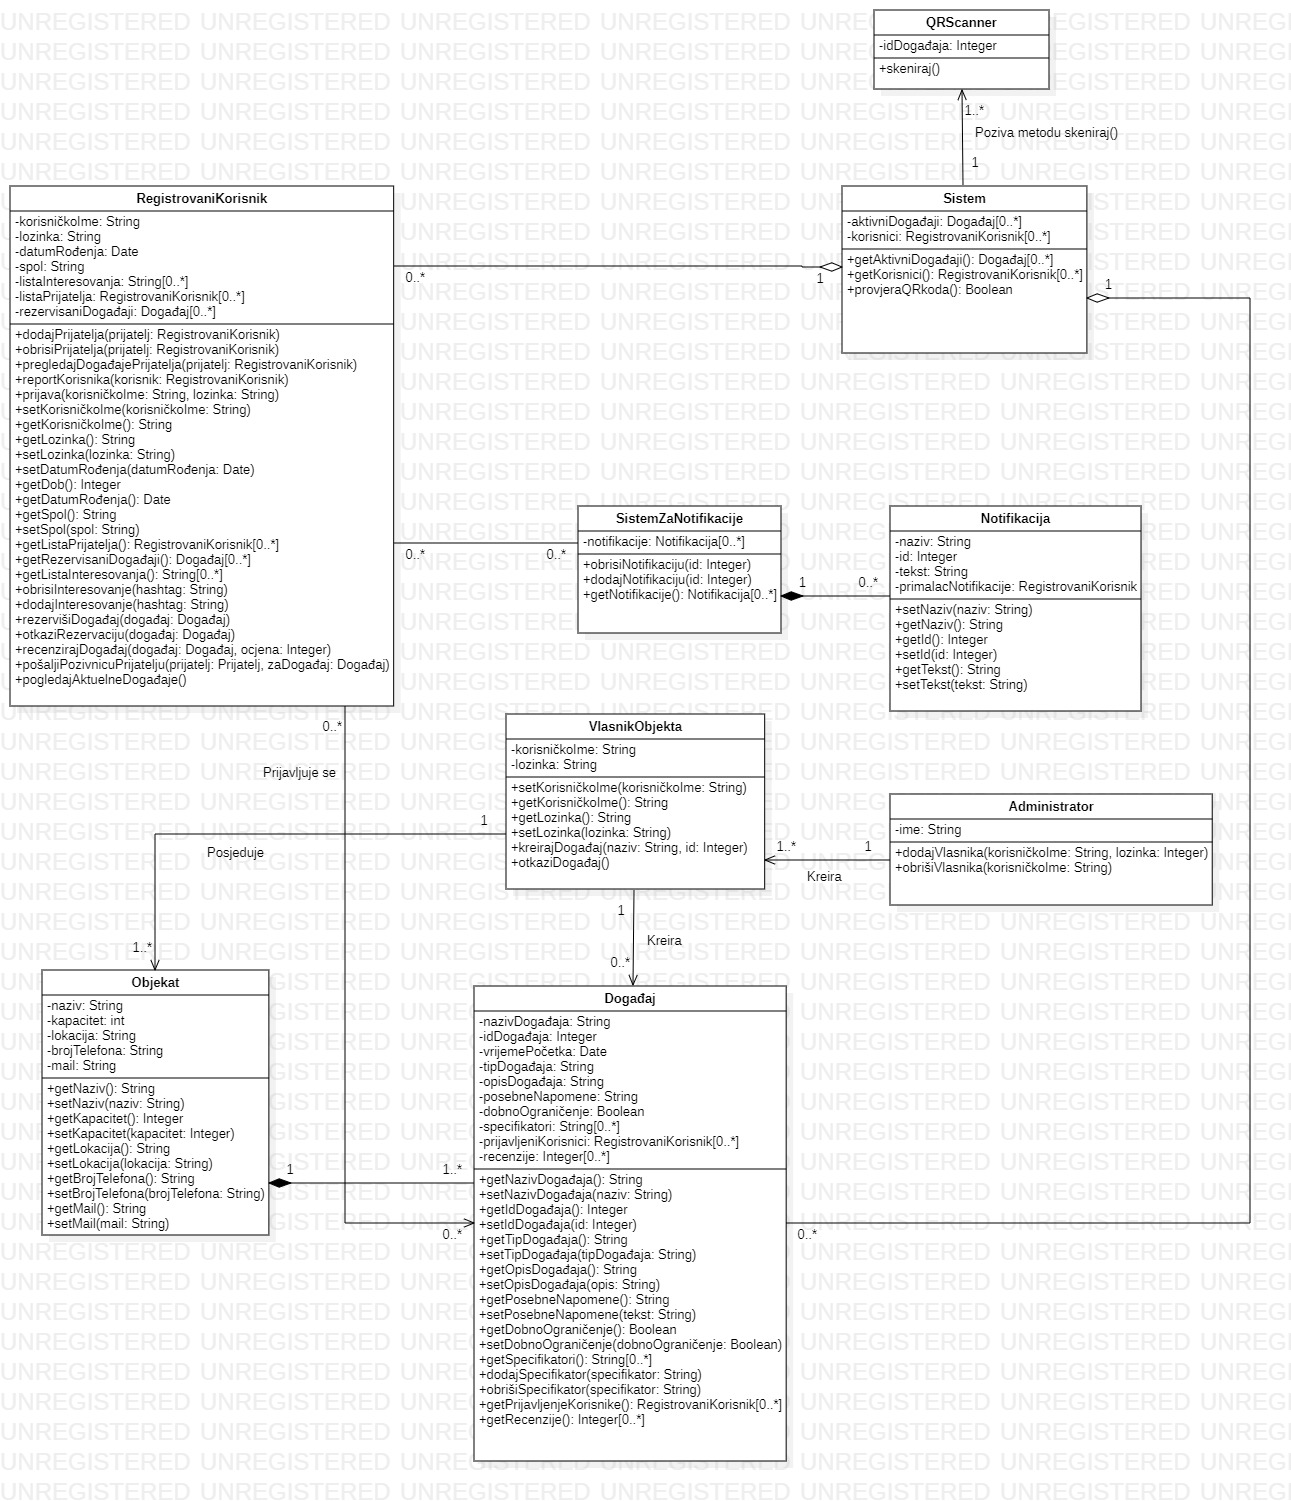 QRScanner
-idDogađaja: Integer
+skeniraj()
1..*
Poziva metodu skeniraj()
1
RegistrovaniKorisnik
-korisničkoIme: String
-lozinka: String
-datumRođenja: Date
-spol: String
-listaInteresovanja: String[0..*]
-listaPrijatelja: RegistrovaniKorisnik[0..*]
-rezervisaniDogađaji: Događaj[0..*]
+dodajPrijatelja(prijatelj: RegistrovaniKorisnik)
+obrisiPrijatelja(prijatelj: RegistrovaniKorisnik)
+pregledajDogađajePrijatelja(prijatelj: RegistrovaniKorisnik)
+reportKorisnika(korisnik: RegistrovaniKorisnik)
+prijava(korisničkoIme: String, lozinka: String)
+setKorisničkoIme(korisničkoIme: String)
+getKorisničkoIme(): String
+getLozinka(): String
+setLozinka(lozinka: String)
+setDatumRođenja(datumRođenja: Date)
+getDob(): Integer
+getDatumRođenja(): Date
+getSpol(): String
+setSpol(spol: String)
+getListaPrijatelja(): RegistrovaniKorisnik[0..*]
+getRezervisaniDogađaji(): Događaj[0..*]
+getListaInteresovanja(): String[0..*]
+obrisiInteresovanje(hashtag: String)
+dodajInteresovanje(hashtag: String)
+rezervišiDogađaj(događaj: Događaj)
+otkaziRezervaciju(događaj: Događaj)
+recenzirajDogađaj(događaj: Događaj, ocjena: Integer)
+pošaljiPozivnicuPrijatelju(prijatelj: Prijatelj, zaDogađaj: Događaj)
+pogledajAktuelneDogađaje()
Sistem
-aktivniDogađaji: Događaj[0..*]
-korisnici: RegistrovaniKorisnik[0..*]
+getAktivniDogađaji(): Događaj[0..*]
+getKorisnici(): RegistrovaniKorisnik[0..*]
+provjeraQRkoda(): Boolean
0..*
1
1
SistemZaNotifikacije
-notifikacije: Notifikacija[0..*]
+obrisiNotifikaciju(id: Integer)
+dodajNotifikaciju(id: Integer)
+getNotifikacije(): Notifikacija[0..*]
0..*
0..*
1
0..*
Notifikacija
-naziv: String
-id: Integer
-tekst: String
-primalacNotifikacije: RegistrovaniKorisnik
+setNaziv(naziv: String)
+getNaziv(): String
+getId(): Integer
+setId(id: Integer)
+getTekst(): String
+setTekst(tekst: String)
0..*
Prijavljuje se
VlasnikObjekta
-korisničkoIme: String
-lozinka: String
+setKorisničkoIme(korisničkoIme: String)
+getKorisničkoIme(): String
+getLozinka(): String
+setLozinka(lozinka: String)
+kreirajDogađaj(naziv: String, id: Integer)
+otkaziDogađaj()
1
Posjeduje
1..*
Administrator
-ime: String
+dodajVlasnika(korisničkoIme: String, lozinka: Integer)
+obrišiVlasnika(korisničkoIme: String)
1..*
1
Kreira
1
Kreira
0..*
Objekat
-naziv: String
-kapacitet: int
-lokacija: String
-brojTelefona: String
-mail: String
+getNaziv(): String
+setNaziv(naziv: String)
+getKapacitet(): Integer
+setKapacitet(kapacitet: Integer)
+getLokacija(): String
+setLokacija(lokacija: String)
+getBrojTelefona(): String
+setBrojTelefona(brojTelefona: String)
+getMail(): String
+setMail(mail: String)
1
1..*
0..*
Događaj
-nazivDogađaja: String
-idDogađaja: Integer
-vrijemePočetka: Date
-tipDogađaja: String
-opisDogađaja: String
-posebneNapomene: String
-dobnoOgraničenje: Boolean
-specifikatori: String[0..*]
-prijavljeniKorisnici: RegistrovaniKorisnik[0..*]
-recenzije: Integer[0..*]
+getNazivDogađaja(): String
+setNazivDogađaja(naziv: String)
+getIdDogađaja(): Integer
+setIdDogađaja(id: Integer)
+getTipDogađaja(): String
+setTipDogađaja(tipDogađaja: String)
+getOpisDogađaja(): String
+setOpisDogađaja(opis: String)
+getPosebneNapomene(): String
+setPosebneNapomene(tekst: String)
+getDobnoOgraničenje(): Boolean
+setDobnoOgraničenje(dobnoOgraničenje: Boolean)
+getSpecifikatori(): String[0..*]
+dodajSpecifikator(specifikator: String)
+obrišiSpecifikator(specifikator: String)
+getPrijavljenjeKorisnike(): RegistrovaniKorisnik[0..*]
+getRecenzije(): Integer[0..*]
0..*
UNREGISTERED